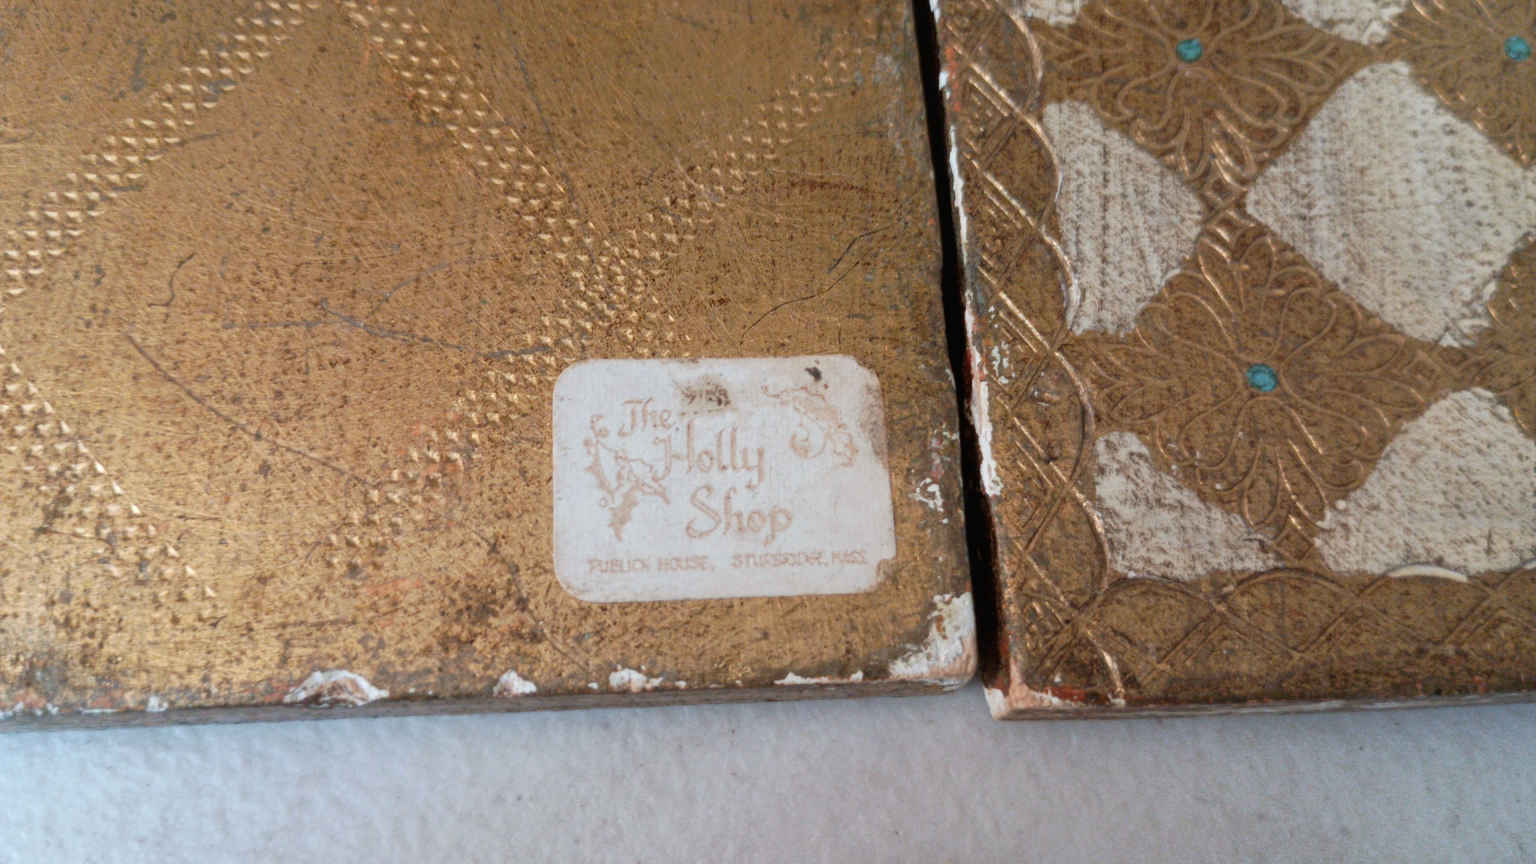 The
Holly
Shop
PUBLICK HOUSE, STURBRIDGE, MASS.